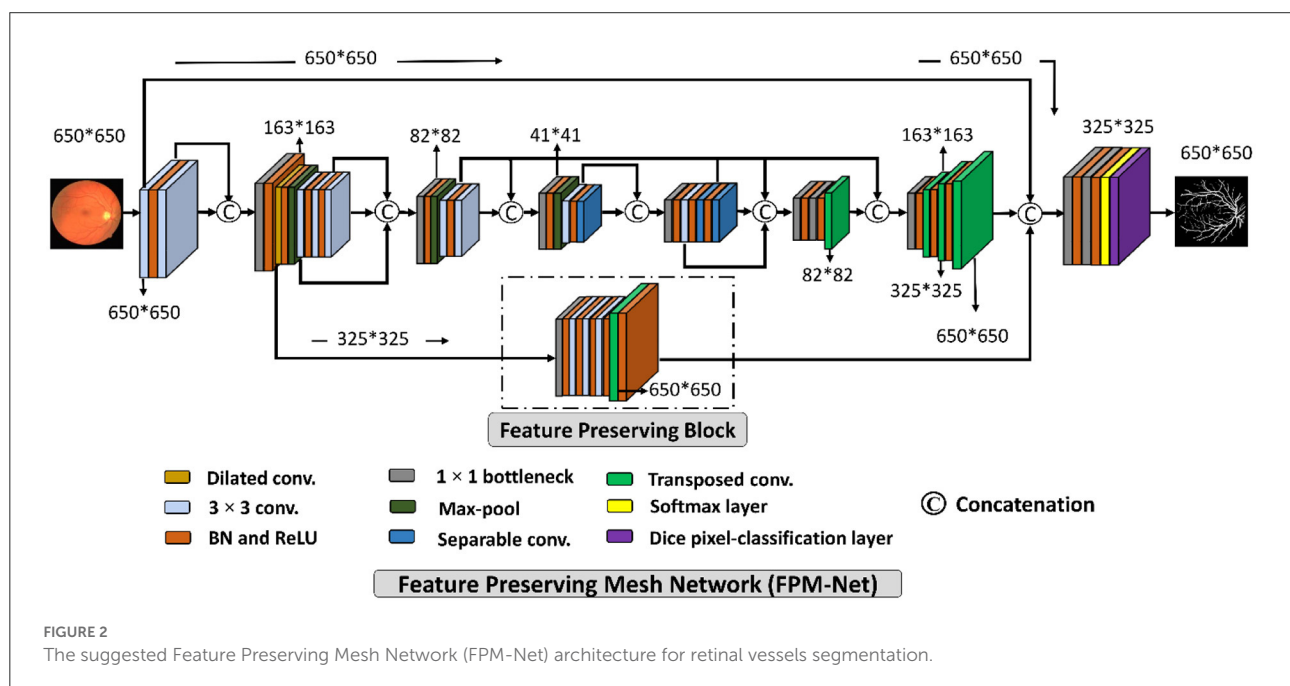 650*650
650*650
650*650
163*163
82*82
41*41
163*163
325*325
650*650
C
C
C
C
C
C
C
650*650
82*82
325*325
650*650
325*325
650*650
Feature Preserving Block
Dilated conv.
1 × 1 bottleneck
Transposed conv.
3 × 3 conv.
Max-pool
Softmax layer
C Concatenation
BN and ReLU
Separable conv.
Dice pixel-classification layer
Feature Preserving Mesh Network (FPM-Net)
FIGURE 2
The suggested Feature Preserving Mesh Network (FPM-Net) architecture for retinal vessels segmentation.